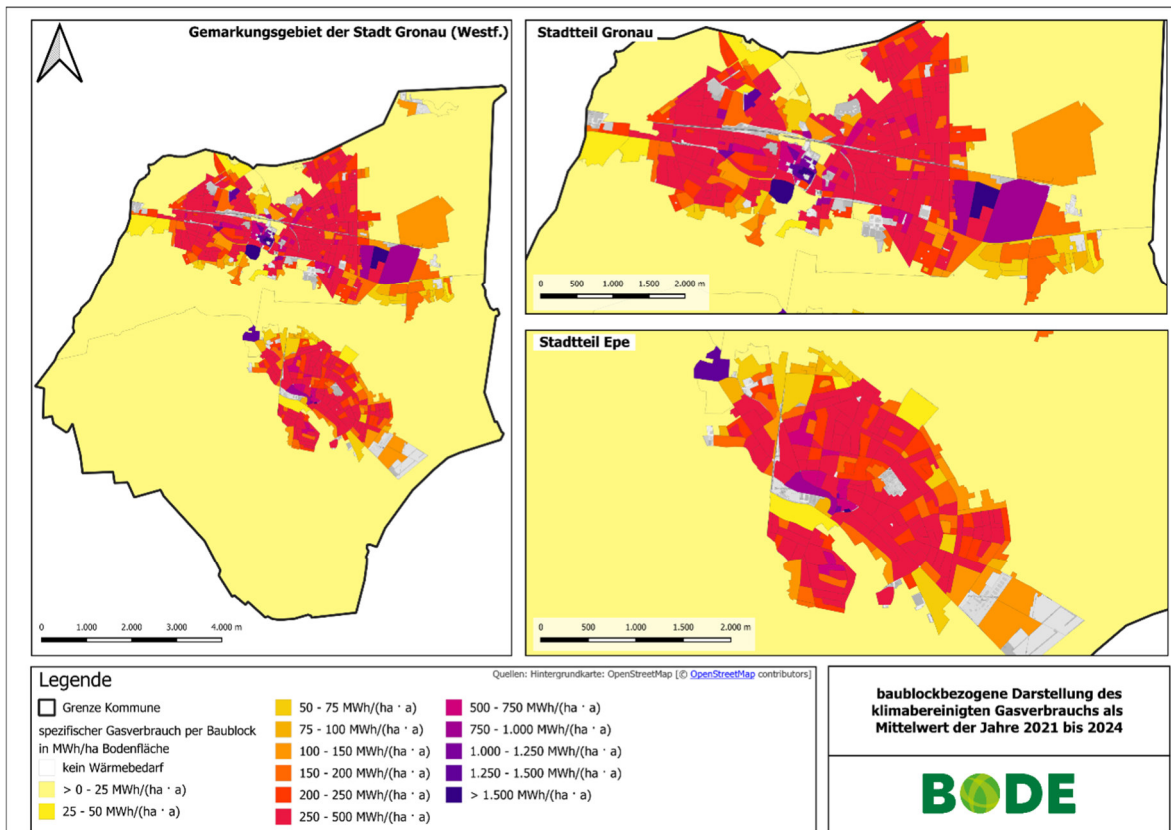 Gemarkungsgebiet der Stadt Gronau (Westf.)
0 1.000 2.000 3.000 4.000 m
Stadtteil Gronau
0 500 1.000 1.500 2.000 m
Stadtteil Epe
0 500 1.000 1.500 2.000 m
Legende
Quellen: Hintergrundkarte: OpenStreetMap [© OpenStreetMap contributors]
Grenze Kommune
spezifischer Gasverbrauch per Baublock
in MWh/ha Bodenfläche
kein Wärmebedarf
> 0 - 25 MWh/(ha · a)
25 - 50 MWh/(ha · a)
50 - 75 MWh/(ha · a)
75 - 100 MWh/(ha · a)
100 - 150 MWh/(ha · a)
150 - 200 MWh/(ha · a)
200 - 250 MWh/(ha · a)
250 - 500 MWh/(ha · a)
500 - 750 MWh/(ha · a)
750 - 1.000 MWh/(ha · a)
1.000 - 1.250 MWh/(ha · a)
1.250 - 1.500 MWh/(ha · a)
> 1.500 MWh/(ha · a)
baublockbezogene Darstellung des
klimabereinigten Gasverbrauchs als
Mittelwert der Jahre 2021 bis 2024
BODE